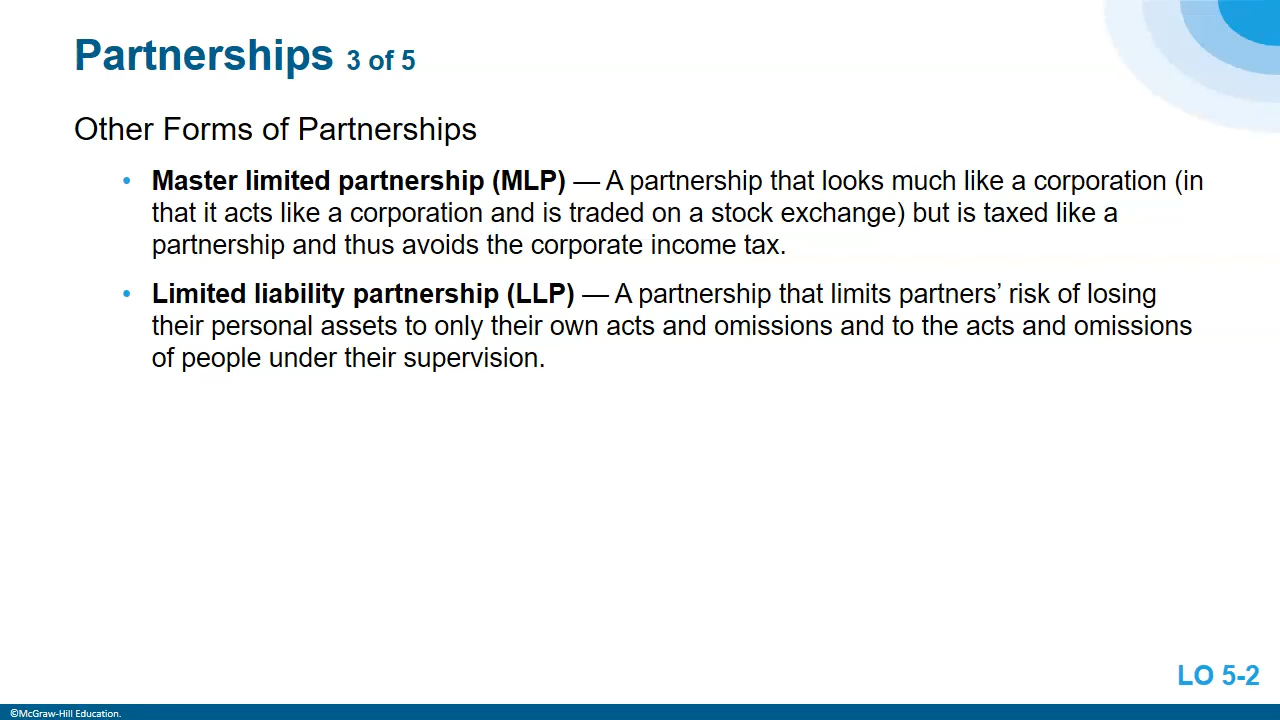 Partnerships 3 of 5
Other Forms of Partnerships
• Master limited partnership (MLP) — A partnership that looks much like a corporation (in
that it acts like a corporation and is traded on a stock exchange) but is taxed like a
partnership and thus avoids the corporate income tax.
• Limited liability partnership (LLP) — A partnership that limits partners’ risk of losing
their personal assets to only their own acts and omissions and to the acts and omissions
of people under their supervision.
LO 5-2
©McGraw-Hill Education.